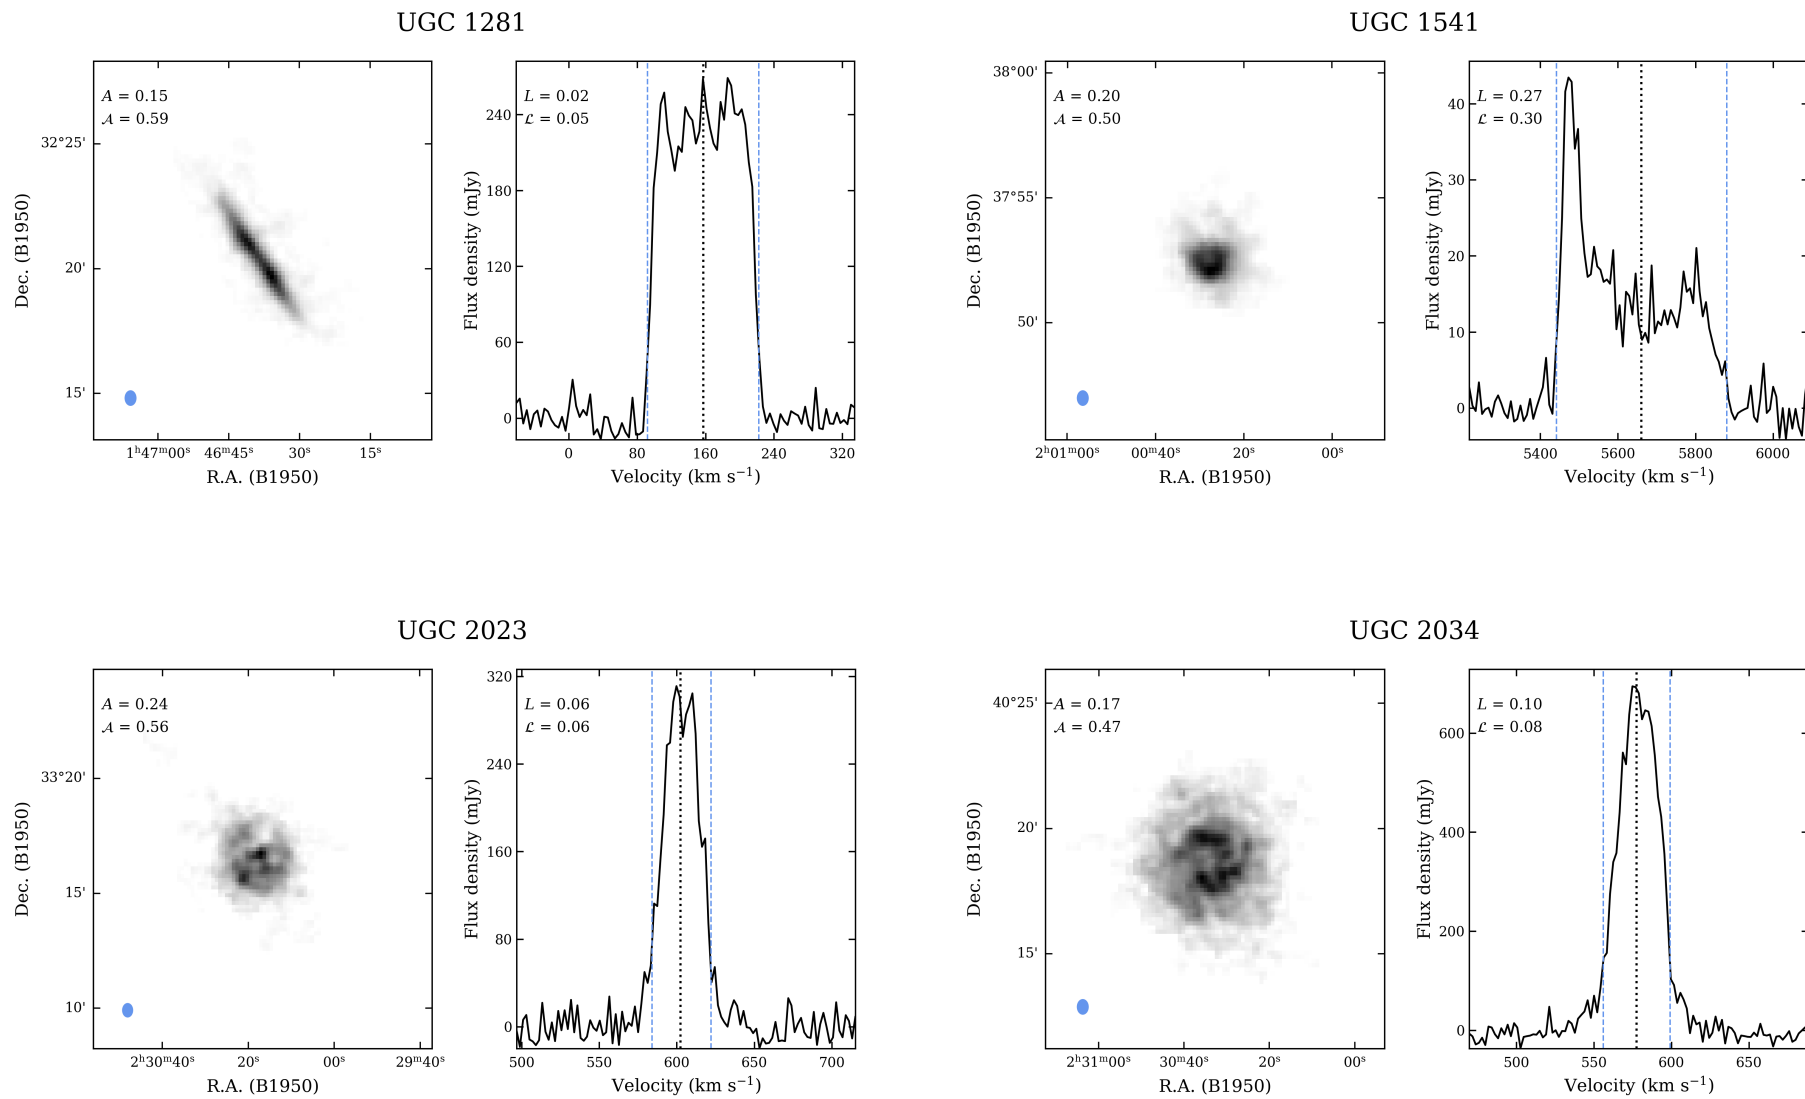 UGC 1281
A = 0.15
𝒜 = 0.59
32°25'
20'
15'
Dec. (B1950)
1ʰ47ᵐ00ˢ 46ᵐ45ˢ 30ˢ 15ˢ
R.A. (B1950)
L = 0.02
ℒ = 0.05
240
180
120
60
0
Flux density (mJy)
0 80 160 240 320
Velocity (km s⁻¹)
UGC 1541
A = 0.20
𝒜 = 0.50
38°00'
37°55'
50'
Dec. (B1950)
2ʰ01ᵐ00ˢ 00ᵐ40ˢ 20ˢ 00ˢ
R.A. (B1950)
L = 0.27
ℒ = 0.30
40
30
20
10
0
Flux density (mJy)
5400 5600 5800 6000
Velocity (km s⁻¹)
UGC 2023
A = 0.24
𝒜 = 0.56
33°20'
15'
10'
Dec. (B1950)
2ʰ30ᵐ40ˢ 20ˢ 00ˢ 29ᵐ40ˢ
R.A. (B1950)
L = 0.06
ℒ = 0.06
320
240
160
80
0
Flux density (mJy)
500 550 600 650 700
Velocity (km s⁻¹)
UGC 2034
A = 0.17
𝒜 = 0.47
40°25'
20'
15'
Dec. (B1950)
2ʰ31ᵐ00ˢ 30ᵐ40ˢ 20ˢ 00ˢ
R.A. (B1950)
L = 0.10
ℒ = 0.08
600
400
200
0
Flux density (mJy)
500 550 600 650
Velocity (km s⁻¹)